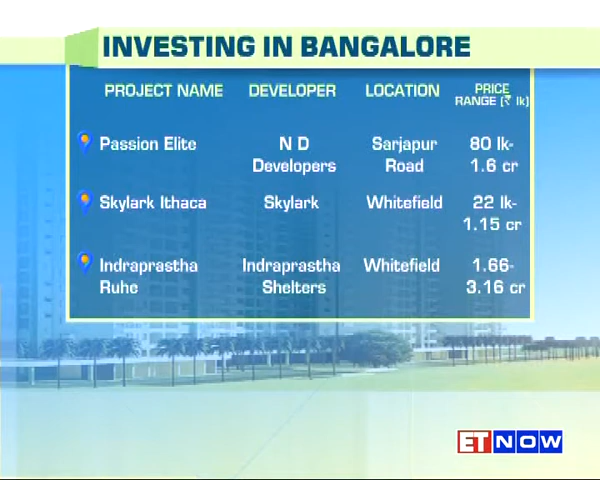 INVESTING IN BANGALORE
PROJECT NAME DEVELOPER LOCATION PRICE RANGE (₹ lk)
Passion Elite N D Developers Sarjapur Road 80 lk- 1.6 cr
Skylark Ithaca Skylark Whitefield 22 lk- 1.15 cr
Indraprastha Ruhe Indraprastha Shelters Whitefield 1.66- 3.16 cr
ET NOW